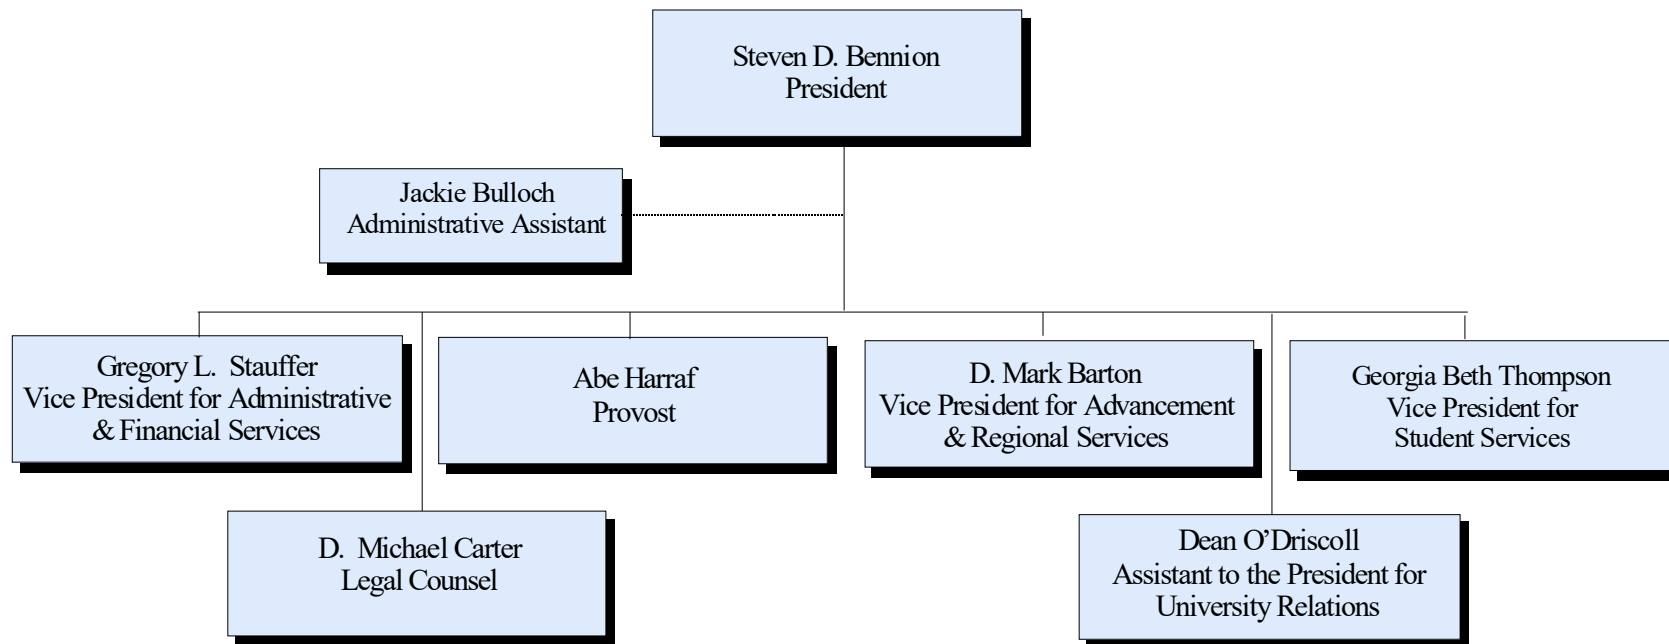 Steven D. Bennion
President
Jackie Bulloch
Administrative Assistant
Gregory L. Stauffer
Vice President for Administrative
& Financial Services
Abe Harraf
Provost
D. Mark Barton
Vice President for Advancement
& Regional Services
Georgia Beth Thompson
Vice President for
Student Services
D. Michael Carter
Legal Counsel
Dean O’Driscoll
Assistant to the President for
University Relations